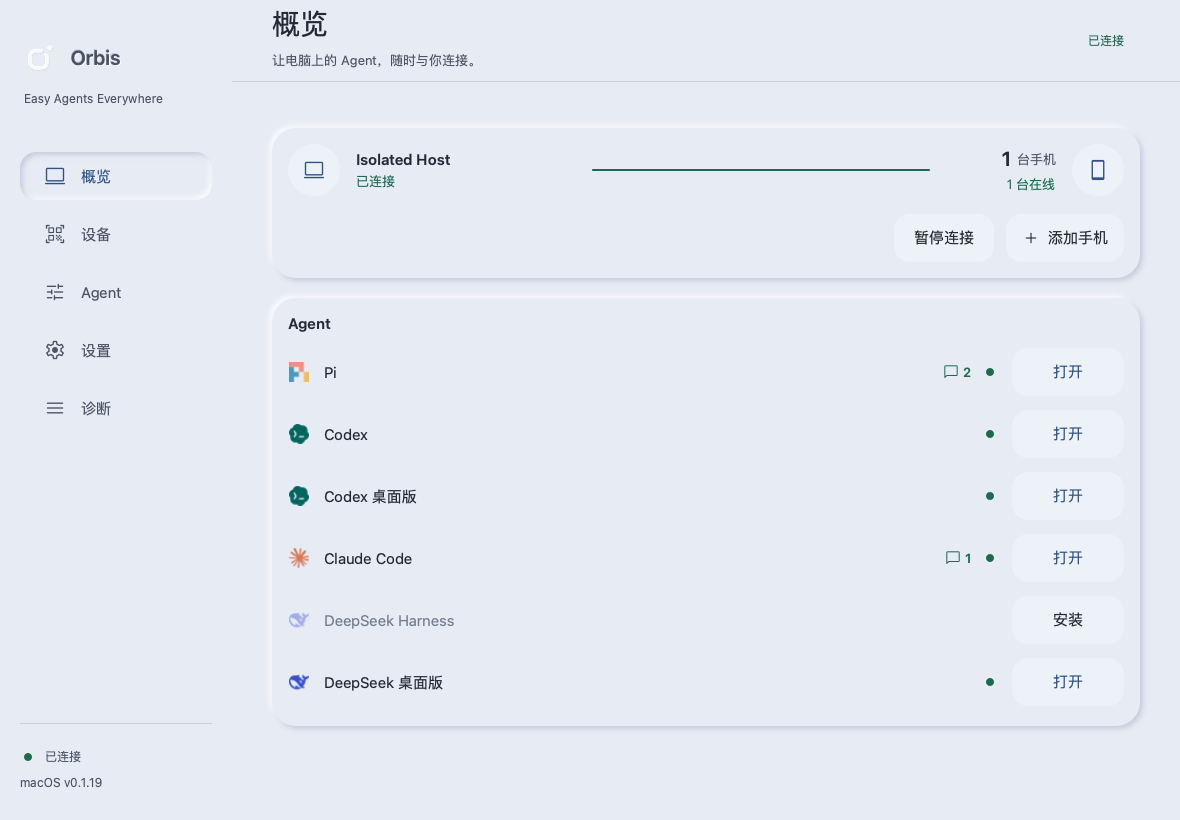 Orbis
Easy Agents Everywhere
概览
设备
Agent
设置
诊断
已连接
macOS v0.1.19
概览
让电脑上的 Agent，随时与你连接。
已连接
Isolated Host
已连接
1 台手机
1 台在线
暂停连接
+ 添加手机
Agent
Pi 2 打开
Codex 打开
Codex 桌面版 打开
Claude Code 1 打开
DeepSeek Harness 安装
DeepSeek 桌面版 打开